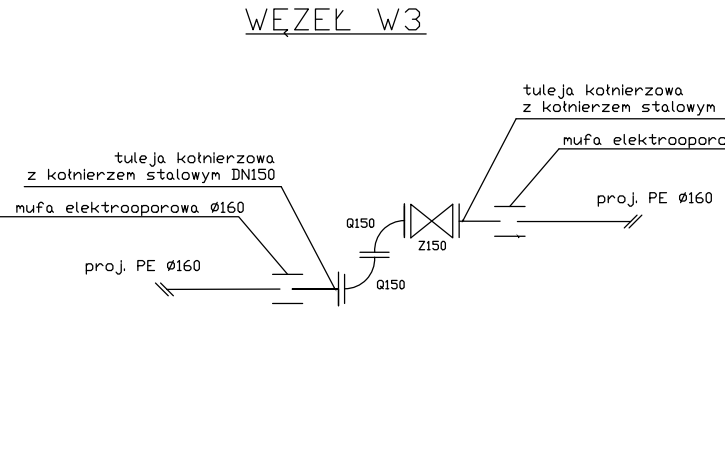 WĘZEŁ W3
tuleja kołnierzowa
z kołnierzem stalowym
mufa elektrooporo
proj. PE Ø160
tuleja kołnierzowa
z kołnierzem stalowym DN150
mufa elektrooporowa Ø160
proj. PE Ø160
Q150
Z150
Q150